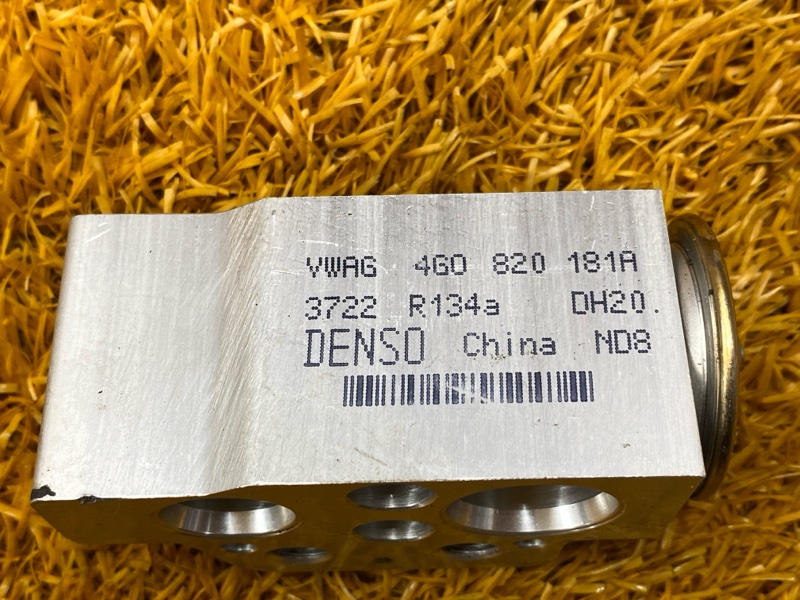 VWAG 4G0 820 181A
3722 R134a DH20.
DENSO China ND8